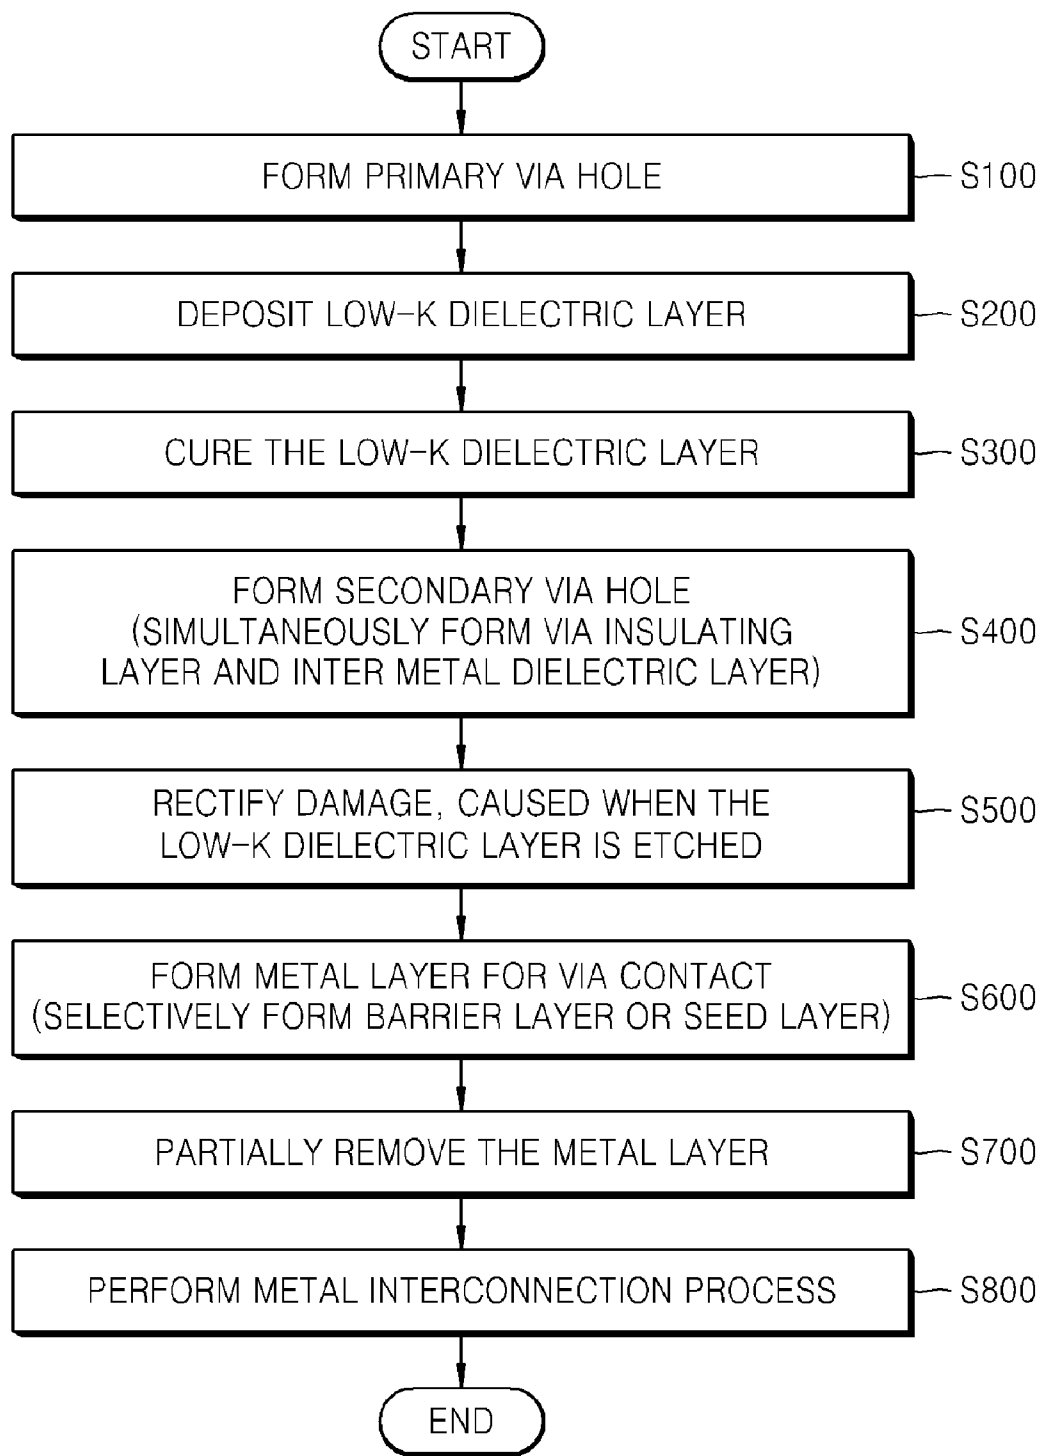 START
FORM PRIMARY VIA HOLE
S100
DEPOSIT LOW-K DIELECTRIC LAYER
S200
CURE THE LOW-K DIELECTRIC LAYER
S300
FORM SECONDARY VIA HOLE
(SIMULTANEOUSLY FORM VIA INSULATING
LAYER AND INTER METAL DIELECTRIC LAYER)
S400
RECTIFY DAMAGE, CAUSED WHEN THE
LOW-K DIELECTRIC LAYER IS ETCHED
S500
FORM METAL LAYER FOR VIA CONTACT
(SELECTIVELY FORM BARRIER LAYER OR SEED LAYER)
S600
PARTIALLY REMOVE THE METAL LAYER
S700
PERFORM METAL INTERCONNECTION PROCESS
S800
END